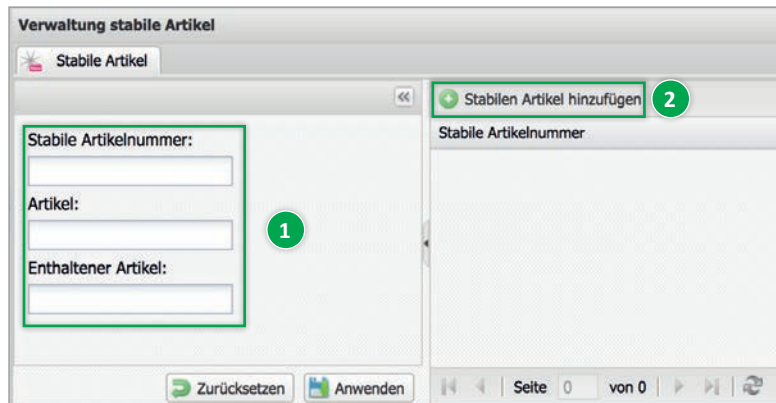 Verwaltung stabile Artikel
Stabile Artikel
Stabile Artikelnummer:
Artikel:
Enthaltener Artikel:
1
Zurücksetzen
Anwenden
Stabilen Artikel hinzufügen
2
Stabile Artikelnummer
Seite 0 von 0